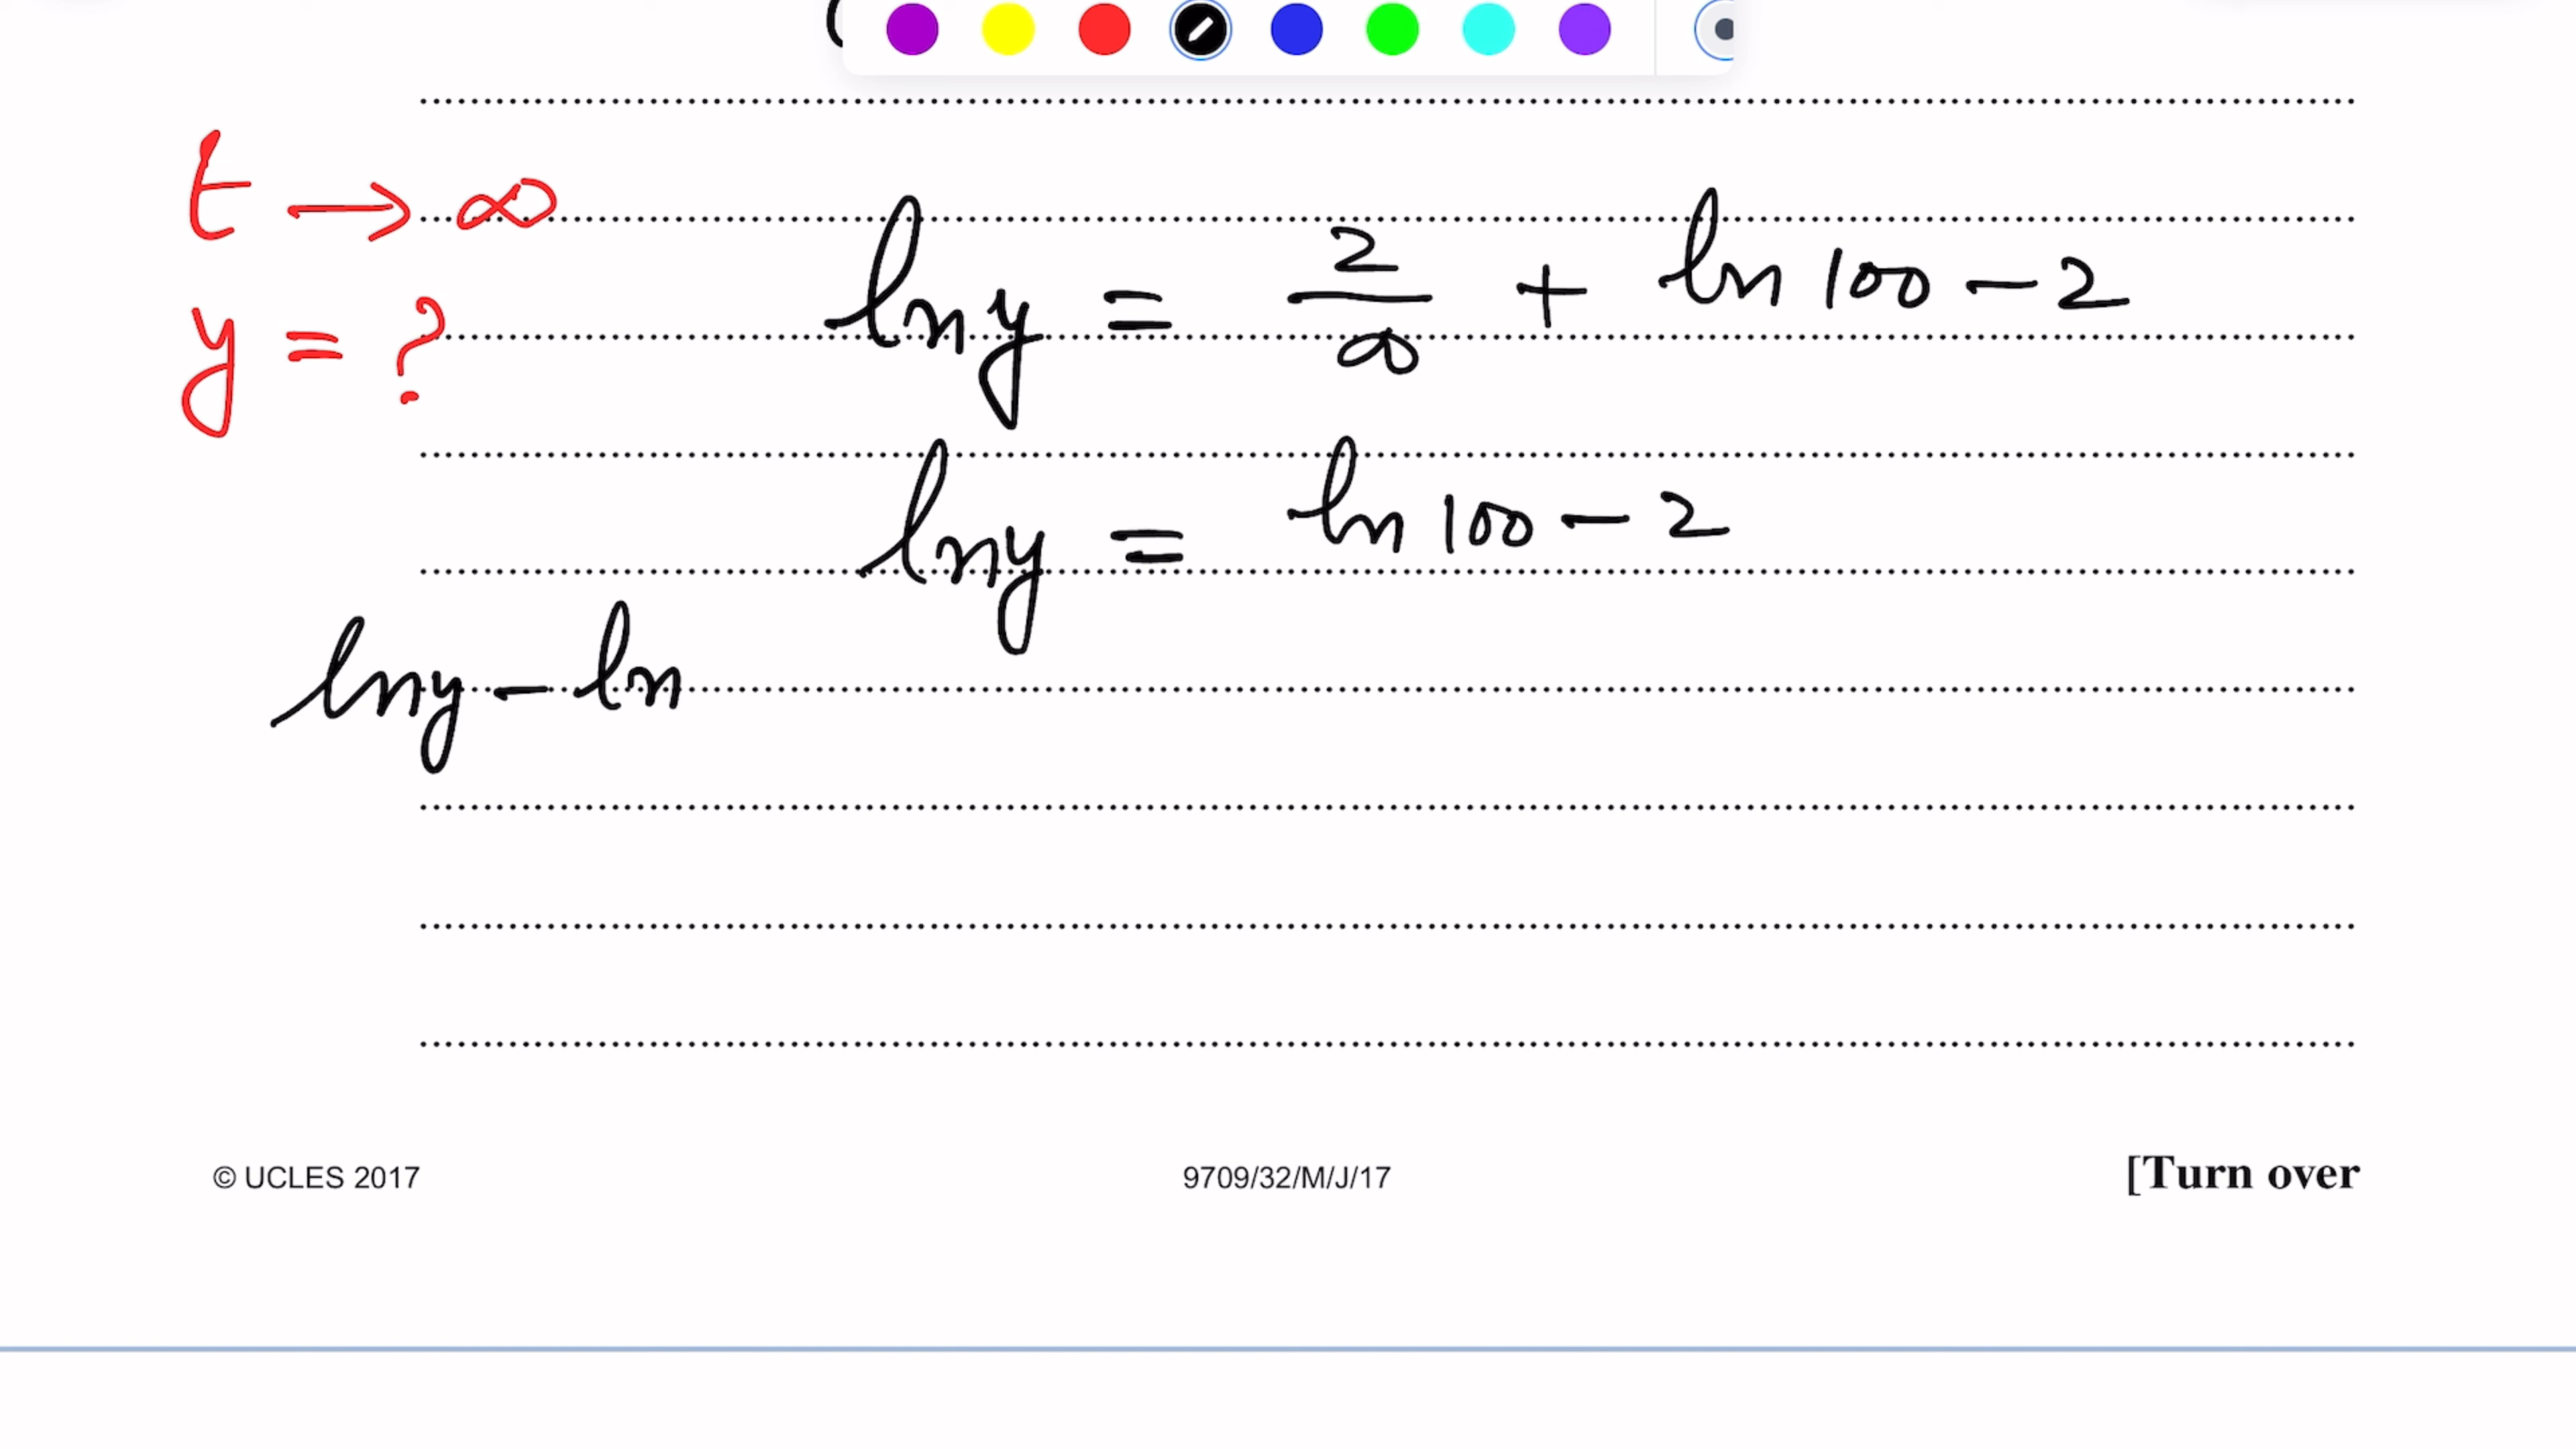 t → ∞
y = ?
ln y = 2/∞ + ln 100 − 2
ln y = ln 100 − 2
ln y − ln
© UCLES 2017
9709/32/M/J/17
[Turn over